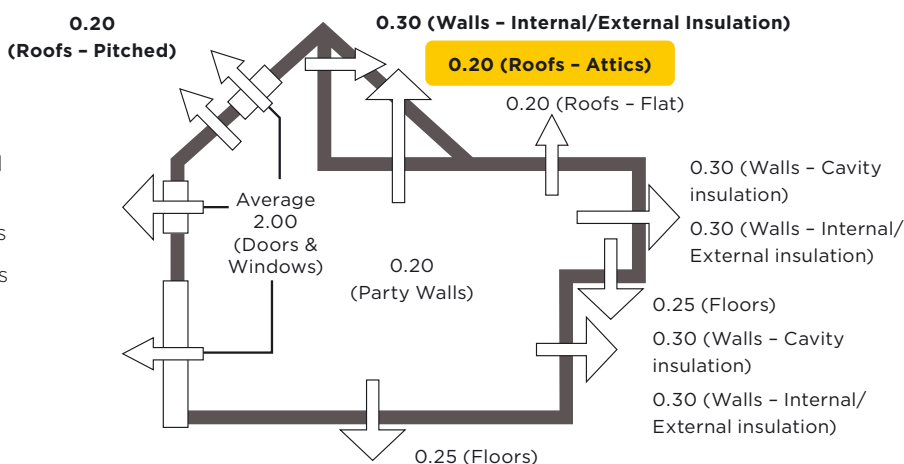 0.20
(Roofs – Pitched)
0.30 (Walls – Internal/External Insulation)
0.20 (Roofs – Attics)
0.20 (Roofs – Flat)
0.30 (Walls – Cavity
insulation)
0.30 (Walls – Internal/
External insulation)
Average
2.00
(Doors &
Windows)
0.20
(Party Walls)
0.25 (Floors)
0.30 (Walls – Cavity
insulation)
0.30 (Walls – Internal/
External insulation)
0.25 (Floors)